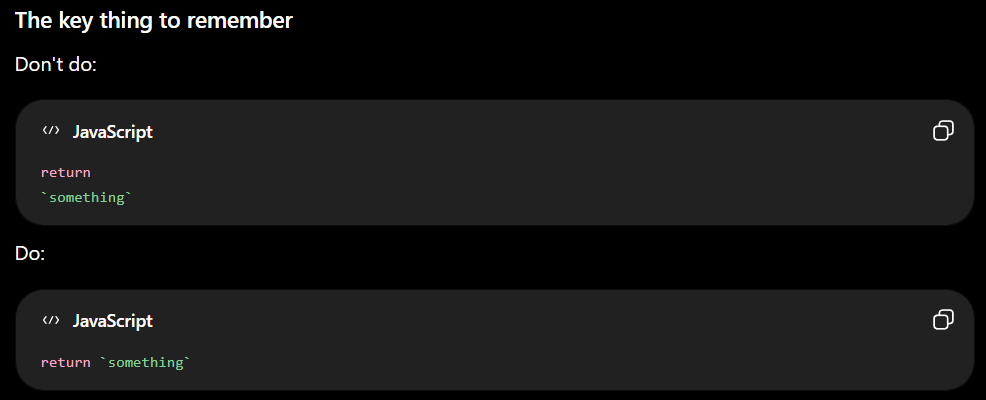 The key thing to remember
Don't do:
JavaScript
return
`something`
Do:
JavaScript
return `something`